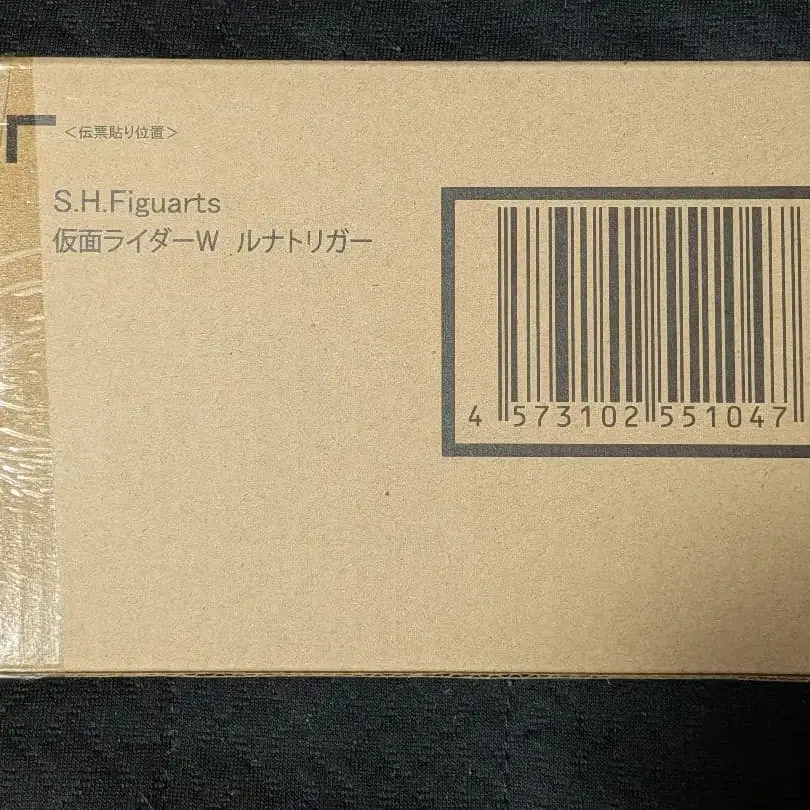 ＜伝票貼り位置＞
S.H.Figuarts
仮面ライダーW ルナトリガー
4 573102 551047